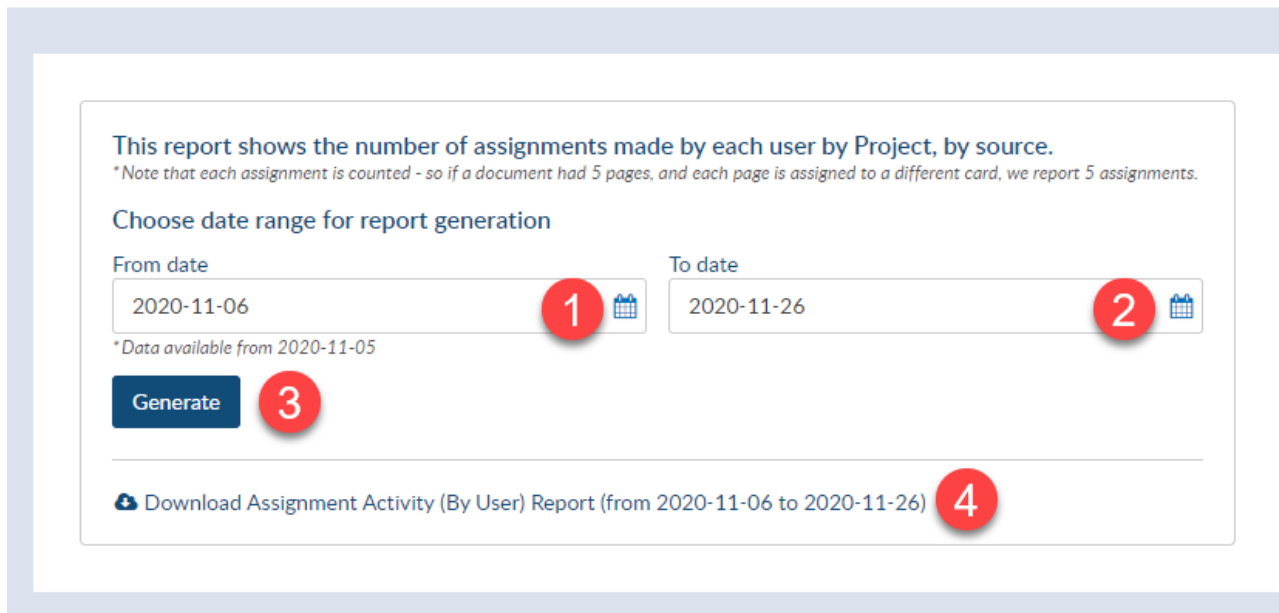 This report shows the number of assignments made by each user by Project, by source.
*Note that each assignment is counted - so if a document had 5 pages, and each page is assigned to a different card, we report 5 assignments.
Choose date range for report generation
From date
To date
2020-11-06
1
2020-11-26
2
*Data available from 2020-11-05
Generate
3
Download Assignment Activity (By User) Report (from 2020-11-06 to 2020-11-26)
4